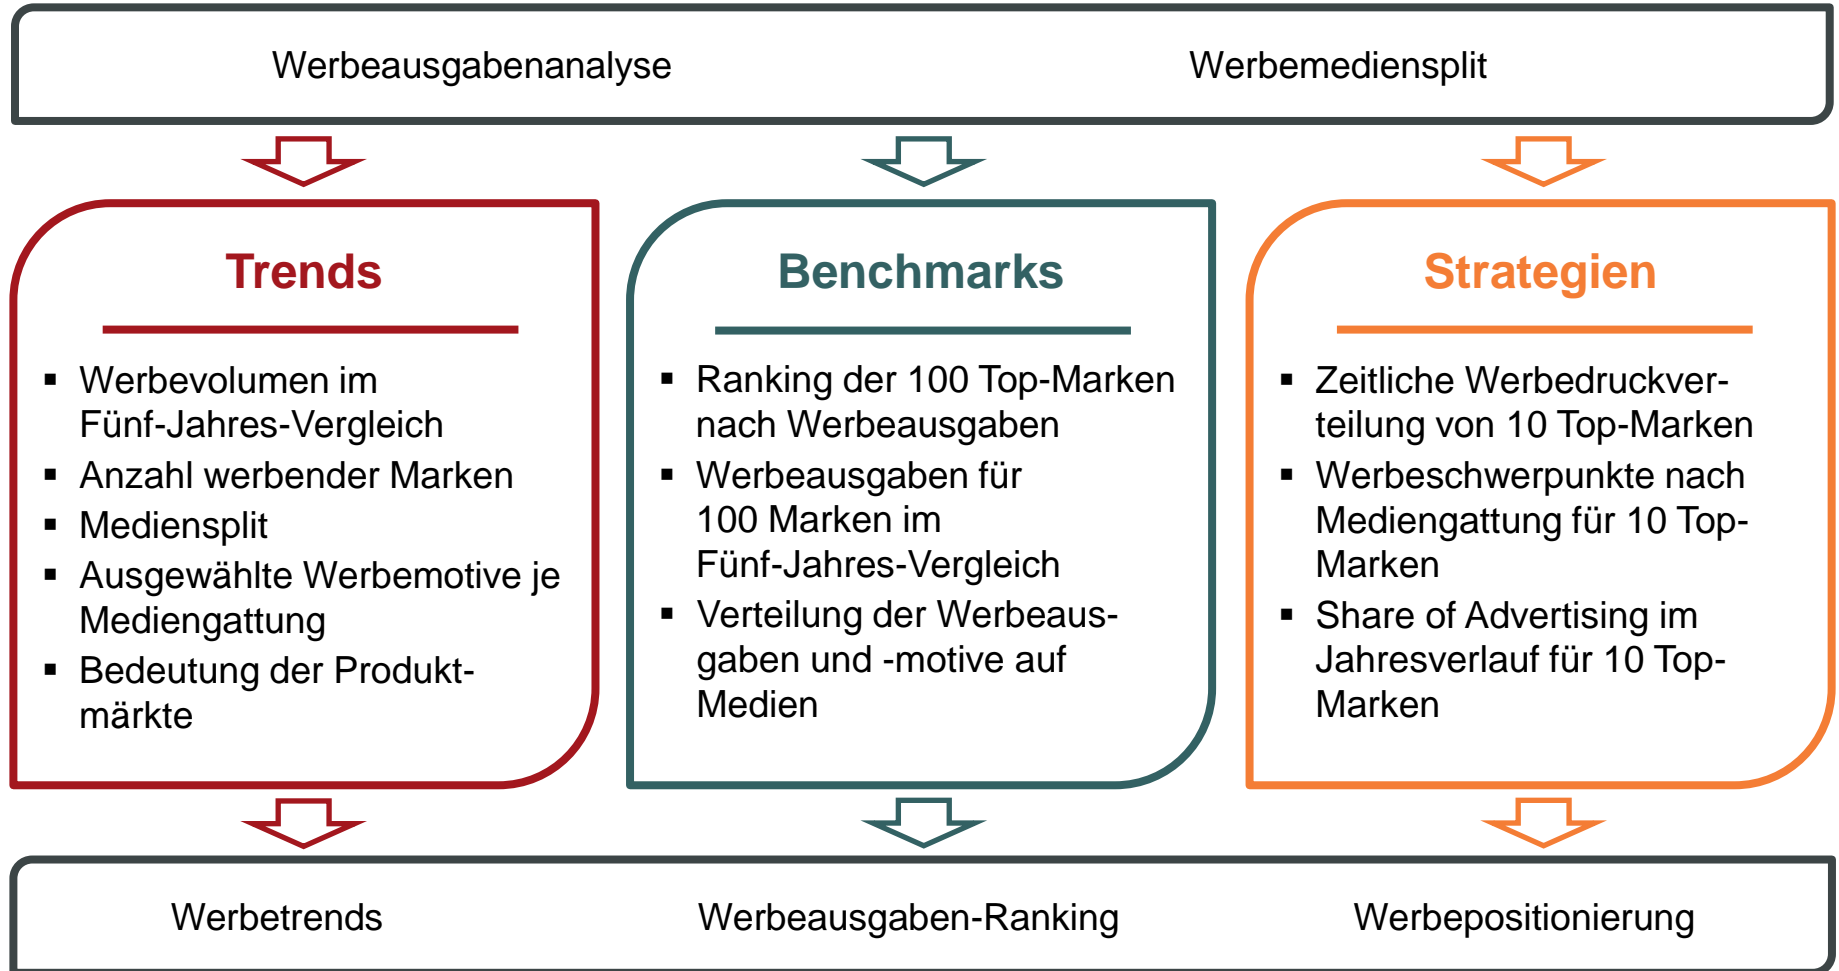 Werbeausgabenanalyse
Werbemediensplit
Trends
▪ Werbevolumen im
Fünf-Jahres-Vergleich
▪ Anzahl werbender Marken
▪ Mediensplit
▪ Ausgewählte Werbemotive je
Mediengattung
▪ Bedeutung der Produkt-
märkte
Benchmarks
▪ Ranking der 100 Top-Marken
nach Werbeausgaben
▪ Werbeausgaben für
100 Marken im
Fünf-Jahres-Vergleich
▪ Verteilung der Werbeaus-
gaben und -motive auf
Medien
Strategien
▪ Zeitliche Werbedruckver-
teilung von 10 Top-Marken
▪ Werbeschwerpunkte nach
Mediengattung für 10 Top-
Marken
▪ Share of Advertising im
Jahresverlauf für 10 Top-
Marken
Werbetrends
Werbeausgaben-Ranking
Werbepositionierung